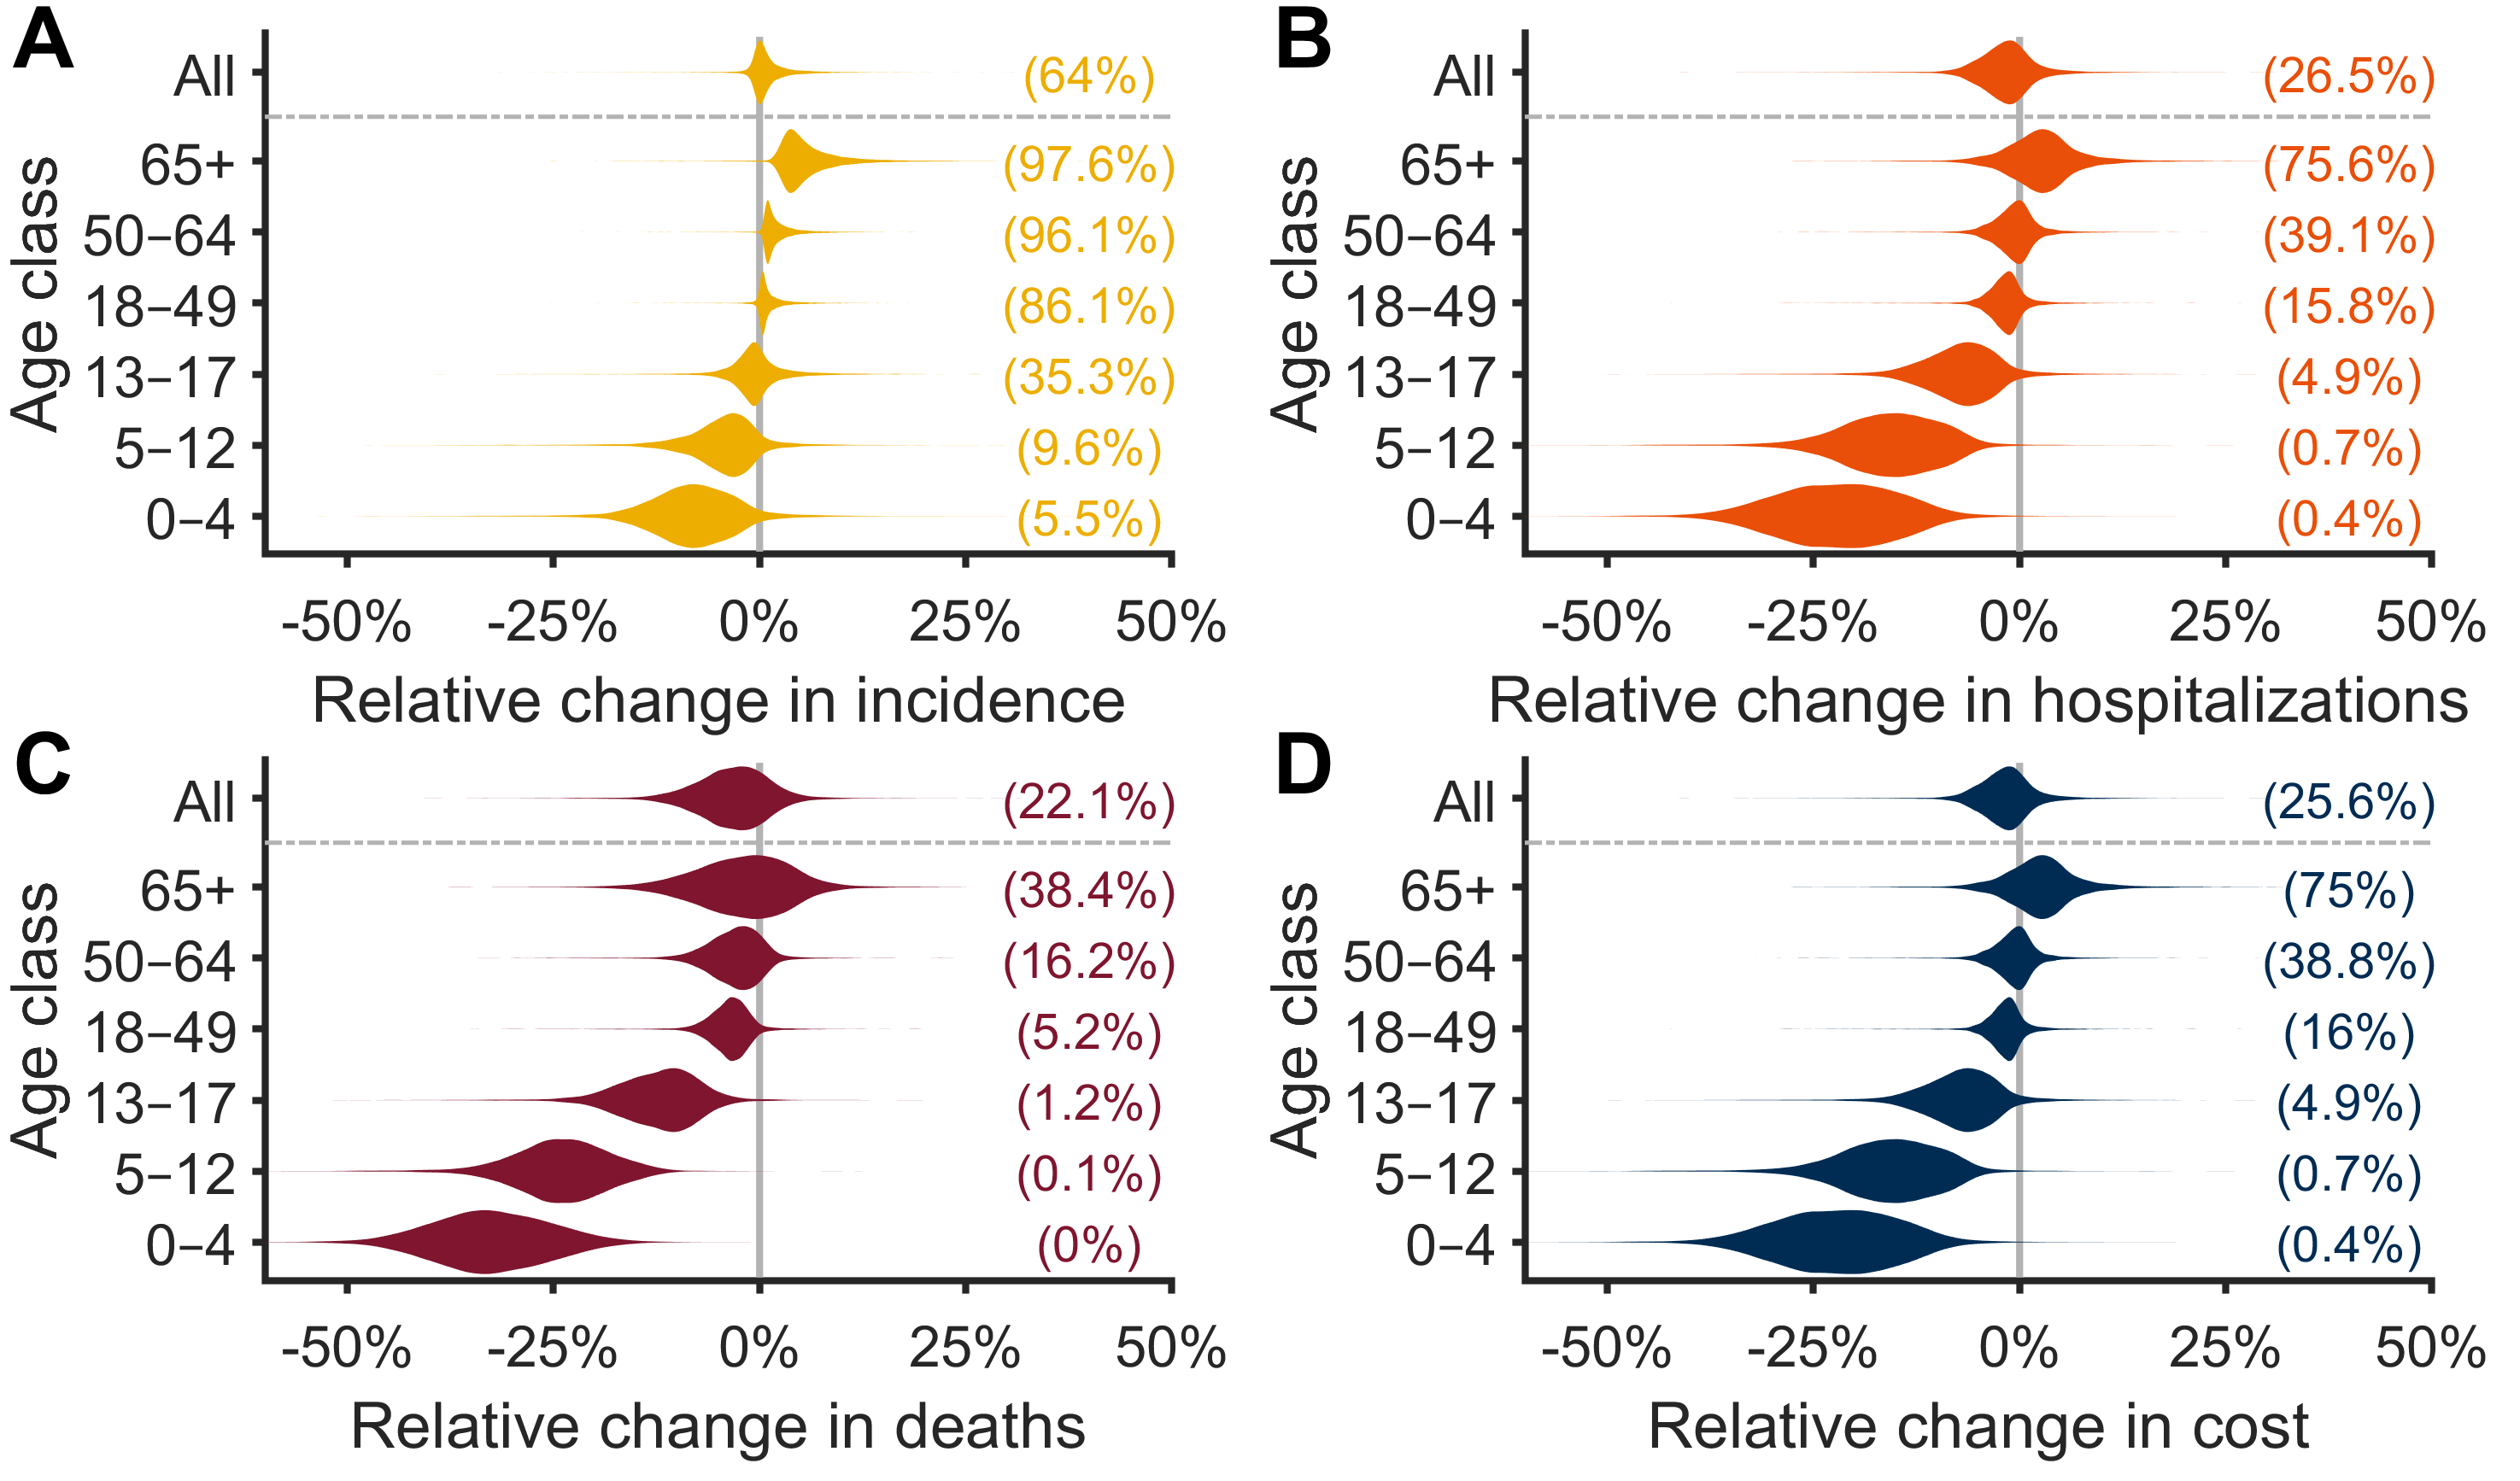 A
Age class
All (64%)
65+ (97.6%)
50–64 (96.1%)
18–49 (86.1%)
13–17 (35.3%)
5–12 (9.6%)
0–4 (5.5%)
-50% -25% 0% 25% 50%
Relative change in incidence
B
Age class
All (26.5%)
65+ (75.6%)
50–64 (39.1%)
18–49 (15.8%)
13–17 (4.9%)
5–12 (0.7%)
0–4 (0.4%)
-50% -25% 0% 25% 50%
Relative change in hospitalizations
C
Age class
All (22.1%)
65+ (38.4%)
50–64 (16.2%)
18–49 (5.2%)
13–17 (1.2%)
5–12 (0.1%)
0–4 (0%)
-50% -25% 0% 25% 50%
Relative change in deaths
D
Age class
All (25.6%)
65+ (75%)
50–64 (38.8%)
18–49 (16%)
13–17 (4.9%)
5–12 (0.7%)
0–4 (0.4%)
-50% -25% 0% 25% 50%
Relative change in cost